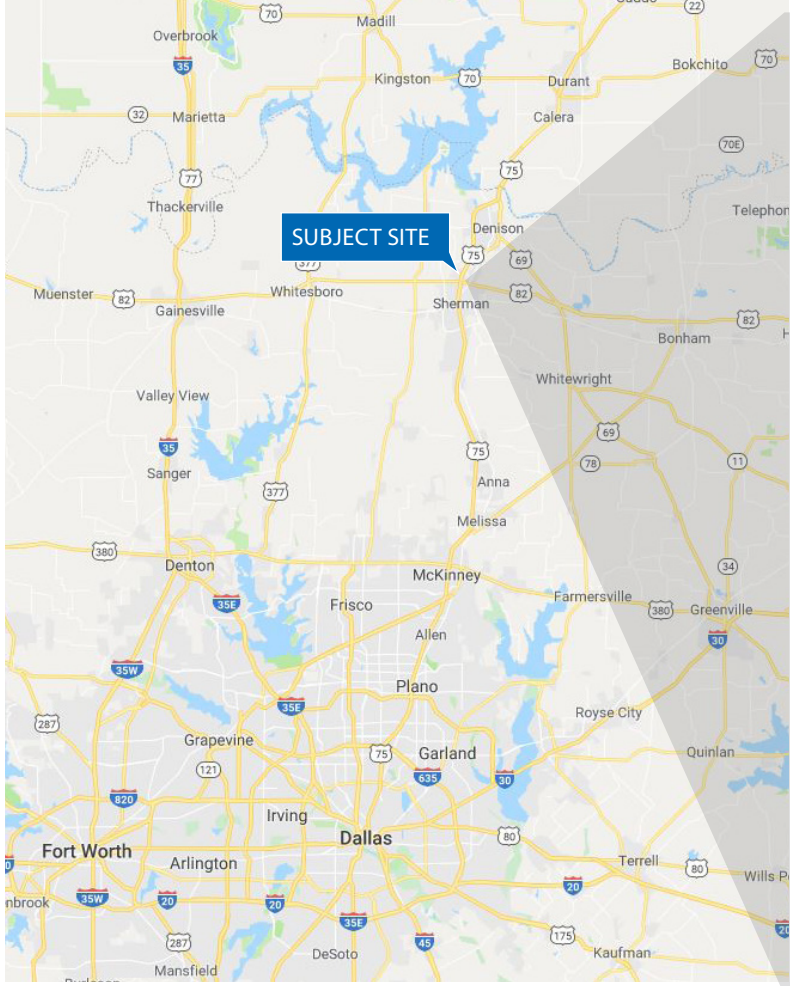 70
Madill
22
Overbrook
35
Kingston
70
Durant
Bokchito
70
32
Marietta
Calera
70E
75
77
Thackerville
Telephon
Denison
SUBJECT SITE
75
69
377
Muenster
82
Gainesville
Whitesboro
Sherman
82
82
Bonham
Whitewright
Valley View
35
69
Sanger
75
78
11
377
Anna
Melissa
380
Denton
McKinney
34
35E
Frisco
Farmersville
380
Greenville
Allen
30
35W
Plano
35E
Royse City
287
Grapevine
75
Garland
Quinlan
121
635
30
820
Irving
Dallas
80
Fort Worth
Arlington
Terrell
80
Wills P
nbrook
35W
20
20
20
35E
20
287
45
175
DeSoto
Kaufman
Mansfield